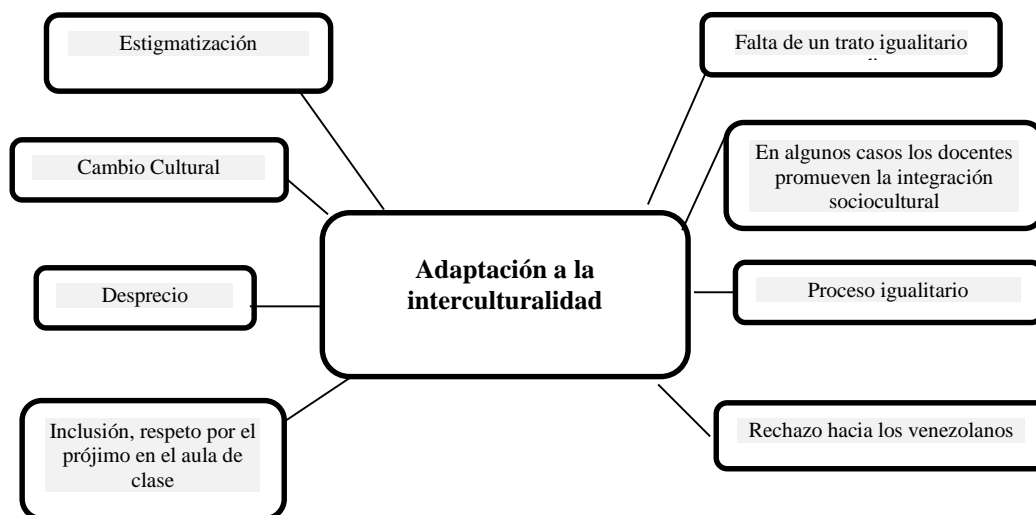 Estigmatización
Falta de un trato igualitario
Cambio Cultural
En algunos casos los docentes
promueven la integración
sociocultural
Adaptación a la
interculturalidad
Desprecio
Proceso igualitario
Inclusión, respeto por el
prójimo en el aula de
clase
Rechazo hacia los venezolanos